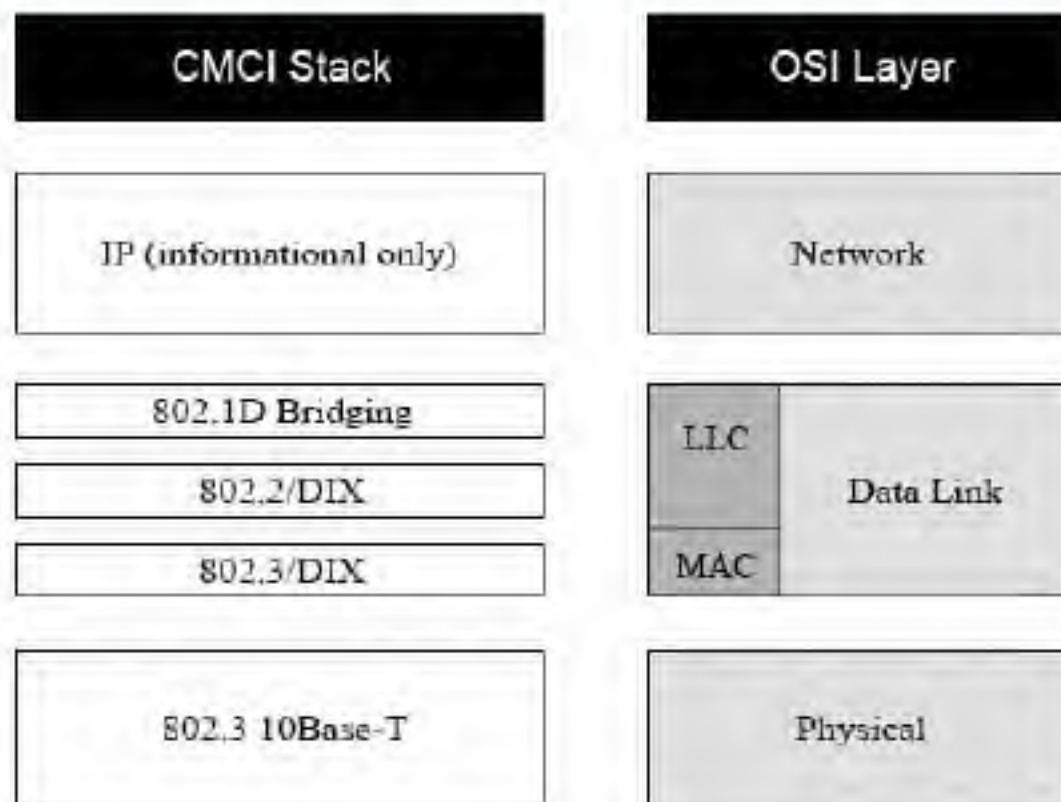 CMCI Stack
OSI Layer
IP (informational only)
Network
802.1D Bridging
802.2/DIX
802.3/DIX
LLC
MAC
Data Link
802.3 10Base-T
Physical